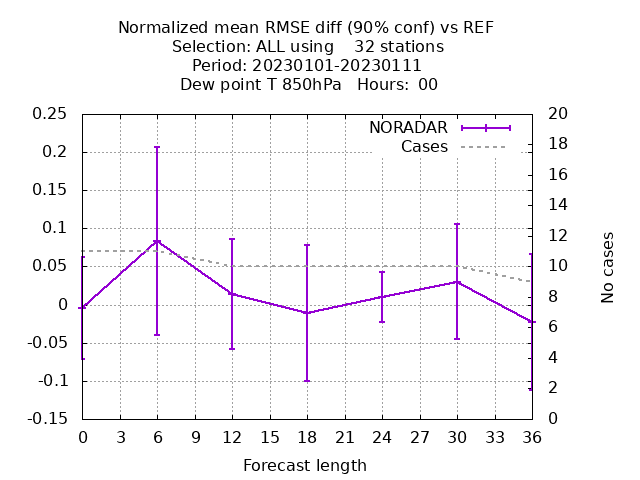 Normalized mean RMSE diff (90% conf) vs REF
Selection: ALL using    32 stations
Period: 20230101-20230111
Dew point T 850hPa   Hours:  00
NORADAR
Cases
0.25
0.2
0.15
0.1
0.05
0
-0.05
-0.1
-0.15
20
18
16
14
12
10
8
6
4
2
0
No cases
0 3 6 9 12 15 18 21 24 27 30 33 36
Forecast length